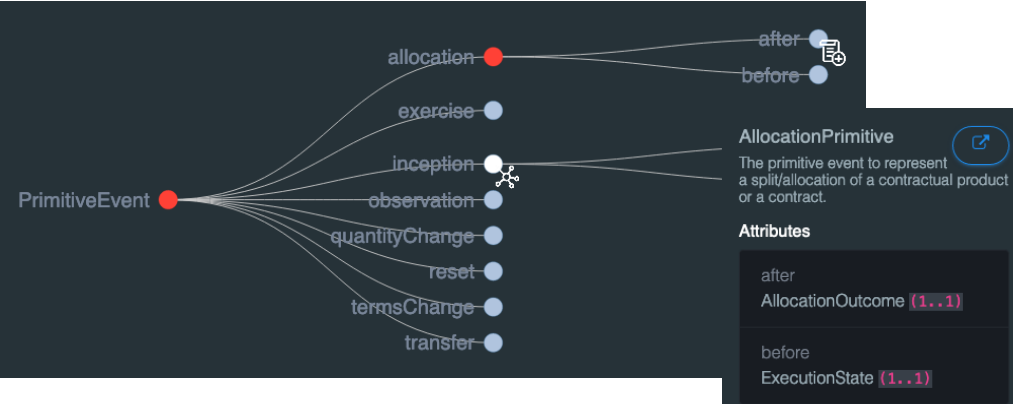 after
allocation
before
exercise
inception
PrimitiveEvent
observation
quantityChange
reset
termsChange
transfer
AllocationPrimitive
The primitive event to represent
a split/allocation of a contractual product
or a contract.
Attributes
after
AllocationOutcome (1..1)
before
ExecutionState (1..1)